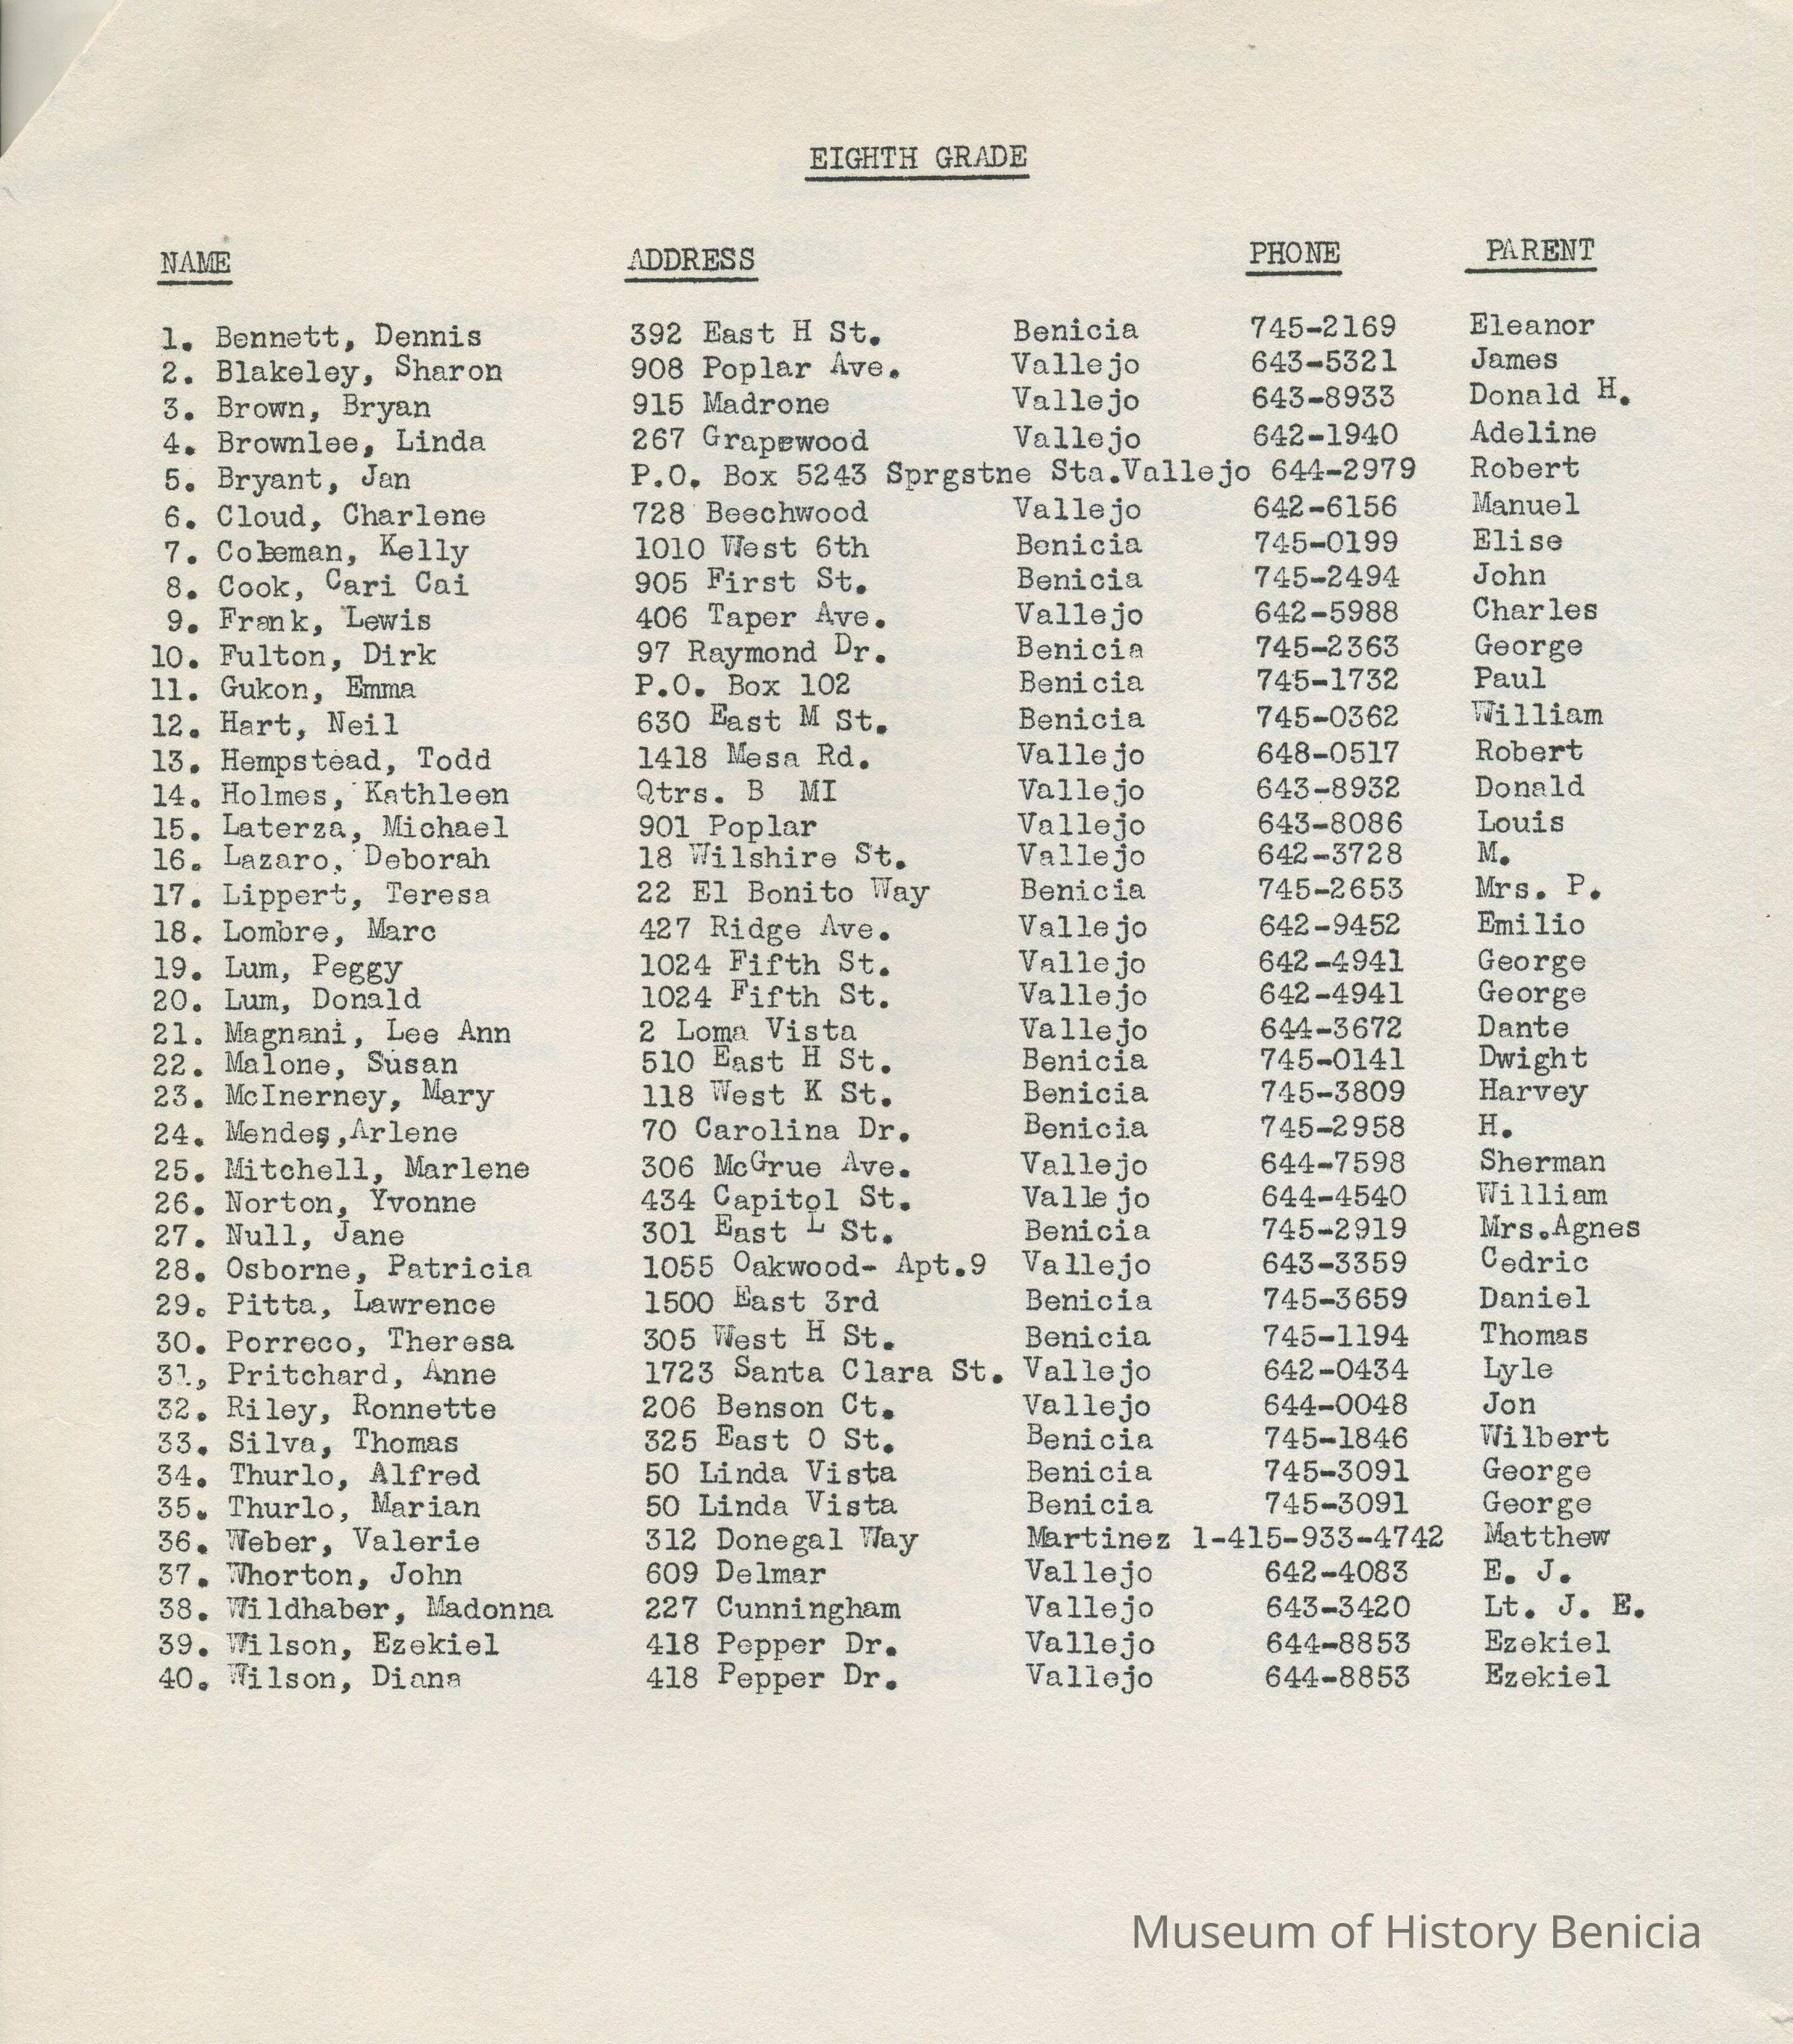 EIGHTH GRADE
NAME ADDRESS PHONE PARENT
1. Bennett, Dennis 392 East H St. Benicia 745-2169 Eleanor
2. Blakeley, Sharon 908 Poplar Ave. Vallejo 643-5321 James
3. Brown, Bryan 915 Madrone Vallejo 643-8933 Donald H.
4. Brownlee, Linda 267 Grapewood Vallejo 642-1940 Adeline
5. Bryant, Jan P.O. Box 5243 Sprgstne Sta.Vallejo 644-2979 Robert
6. Cloud, Charlene 728 Beechwood Vallejo 642-6156 Manuel
7. Coleman, Kelly 1010 West 6th Benicia 745-0199 Elise
8. Cook, Cari Cai 905 First St. Benicia 745-2494 John
9. Frank, Lewis 406 Taper Ave. Vallejo 642-5988 Charles
10. Fulton, Dirk 97 Raymond Dr. Benicia 745-2363 George
11. Gukon, Emma P.O. Box 102 Benicia 745-1732 Paul
12. Hart, Neil 630 East M St. Benicia 745-0362 William
13. Hempstead, Todd 1418 Mesa Rd. Vallejo 648-0517 Robert
14. Holmes, Kathleen Qtrs. B MI Vallejo 643-8932 Donald
15. Laterza, Michael 901 Poplar Vallejo 643-8086 Louis
16. Lazaro, Deborah 18 Wilshire St. Vallejo 642-3728 M.
17. Lippert, Teresa 22 El Bonito Way Benicia 745-2653 Mrs. P.
18. Lombre, Marc 427 Ridge Ave. Vallejo 642-9452 Emilio
19. Lum, Peggy 1024 Fifth St. Vallejo 642-4941 George
20. Lum, Donald 1024 Fifth St. Vallejo 642-4941 George
21. Magnani, Lee Ann 2 Loma Vista Vallejo 644-3672 Dante
22. Malone, Susan 510 East H St. Benicia 745-0141 Dwight
23. McInerney, Mary 118 West K St. Benicia 745-3809 Harvey
24. Mendes,Arlene 70 Carolina Dr. Benicia 745-2958 H.
25. Mitchell, Marlene 306 McGrue Ave. Vallejo 644-7598 Sherman
26. Norton, Yvonne 434 Capitol St. Vallejo 644-4540 William
27. Null, Jane 301 East L St. Benicia 745-2919 Mrs.Agnes
28. Osborne, Patricia 1055 Oakwood- Apt.9 Vallejo 643-3359 Cedric
29. Pitta, Lawrence 1500 East 3rd Benicia 745-3659 Daniel
30. Porreco, Theresa 305 West H St. Benicia 745-1194 Thomas
31, Pritchard, Anne 1723 Santa Clara St. Vallejo 642-0434 Lyle
32. Riley, Ronnette 206 Benson Ct. Vallejo 644-0048 Jon
33. Silva, Thomas 325 East O St. Benicia 745-1846 Wilbert
34. Thurlo, Alfred 50 Linda Vista Benicia 745-3091 George
35. Thurlo, Marian 50 Linda Vista Benicia 745-3091 George
36. Weber, Valerie 312 Donegal Way Martinez 1-415-933-4742 Matthew
37. Whorton, John 609 Delmar Vallejo 642-4083 E. J.
38. Wildhaber, Madonna 227 Cunningham Vallejo 643-3420 Lt. J. E.
39. Wilson, Ezekiel 418 Pepper Dr. Vallejo 644-8853 Ezekiel
40. Wilson, Diana 418 Pepper Dr. Vallejo 644-8853 Ezekiel
Museum of History Benicia